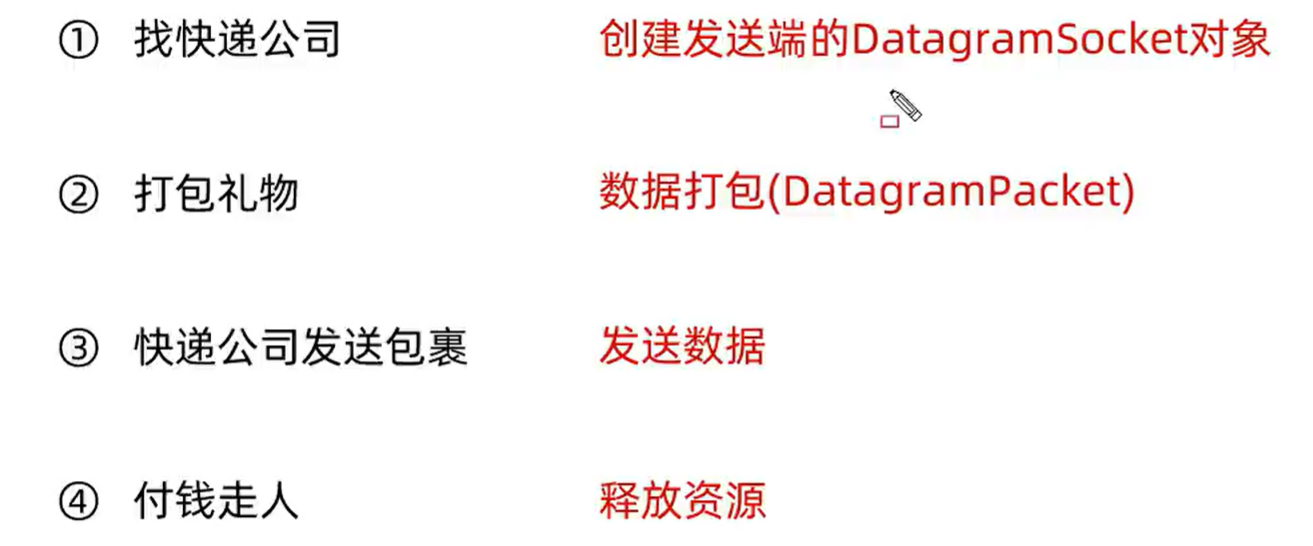 ① 找快递公司 创建发送端的DatagramSocket对象
② 打包礼物 数据打包(DatagramPacket)
③ 快递公司发送包裹 发送数据
④ 付钱走人 释放资源